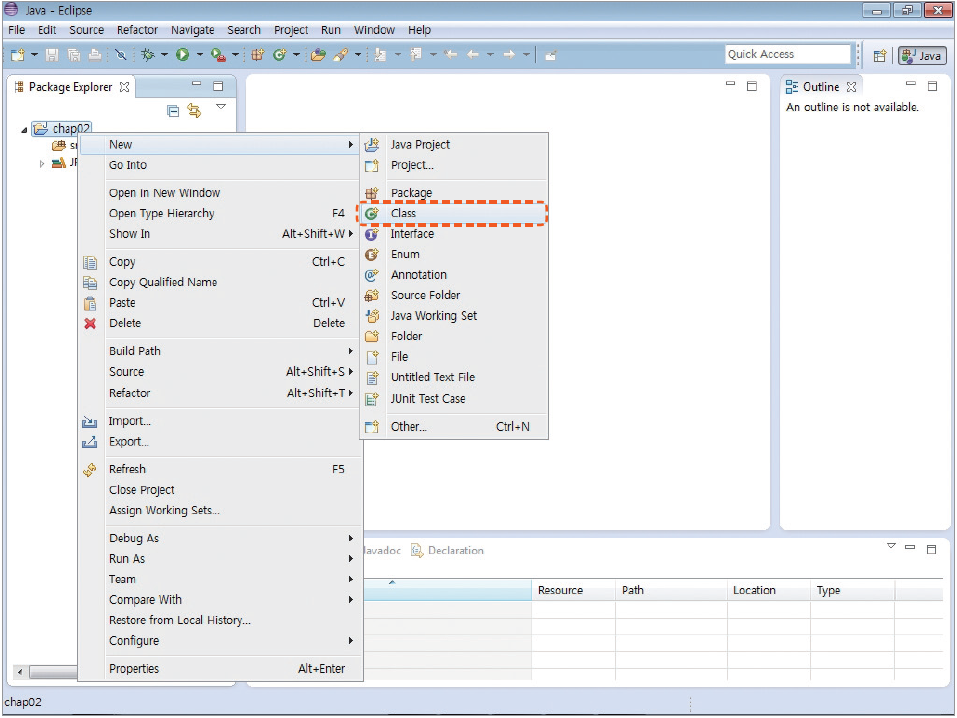 Java - Eclipse
File Edit Source Refactor Navigate Search Project Run Window Help
Quick Access
Java
Package Explorer
Outline
An outline is not available.
chap02
New
Go Into
Open in New Window
Open Type Hierarchy F4
Show In Alt+Shift+W
Copy Ctrl+C
Copy Qualified Name
Paste Ctrl+V
Delete Delete
Build Path
Source Alt+Shift+S
Refactor Alt+Shift+T
Import...
Export...
Refresh F5
Close Project
Assign Working Sets...
Debug As
Run As
Team
Compare With
Restore from Local History...
Configure
Properties Alt+Enter
Java Project
Project...
Package
Class
Interface
Enum
Annotation
Source Folder
Java Working Set
Folder
File
Untitled Text File
JUnit Test Case
Other... Ctrl+N
Javadoc Declaration
Resource Path Location Type
chap02